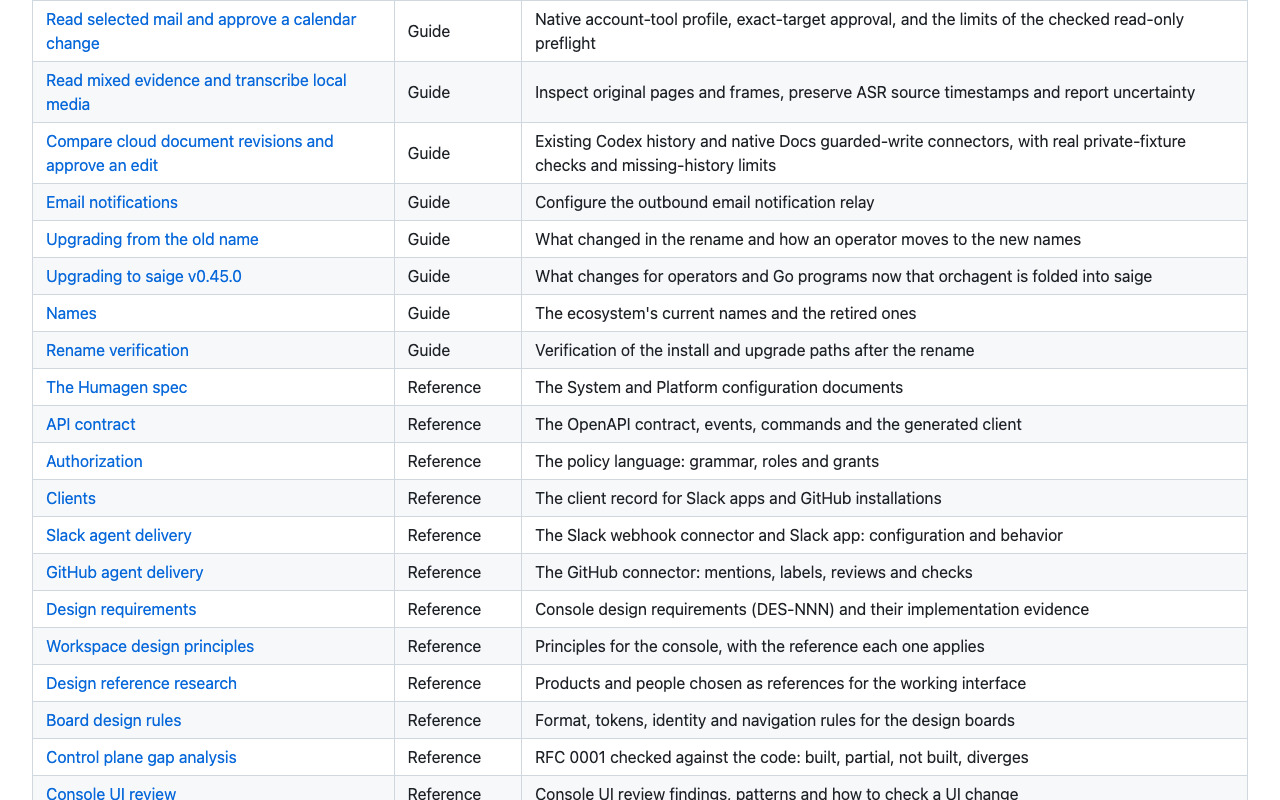 Read selected mail and approve a calendar change Guide Native account-tool profile, exact-target approval, and the limits of the checked read-only preflight
Read mixed evidence and transcribe local media Guide Inspect original pages and frames, preserve ASR source timestamps and report uncertainty
Compare cloud document revisions and approve an edit Guide Existing Codex history and native Docs guarded-write connectors, with real private-fixture checks and missing-history limits
Email notifications Guide Configure the outbound email notification relay
Upgrading from the old name Guide What changed in the rename and how an operator moves to the new names
Upgrading to saige v0.45.0 Guide What changes for operators and Go programs now that orchagent is folded into saige
Names Guide The ecosystem's current names and the retired ones
Rename verification Guide Verification of the install and upgrade paths after the rename
The Humagen spec Reference The System and Platform configuration documents
API contract Reference The OpenAPI contract, events, commands and the generated client
Authorization Reference The policy language: grammar, roles and grants
Clients Reference The client record for Slack apps and GitHub installations
Slack agent delivery Reference The Slack webhook connector and Slack app: configuration and behavior
GitHub agent delivery Reference The GitHub connector: mentions, labels, reviews and checks
Design requirements Reference Console design requirements (DES-NNN) and their implementation evidence
Workspace design principles Reference Principles for the console, with the reference each one applies
Design reference research Reference Products and people chosen as references for the working interface
Board design rules Reference Format, tokens, identity and navigation rules for the design boards
Control plane gap analysis Reference RFC 0001 checked against the code: built, partial, not built, diverges
Console UI review Reference Console UI review findings, patterns and how to check a UI change